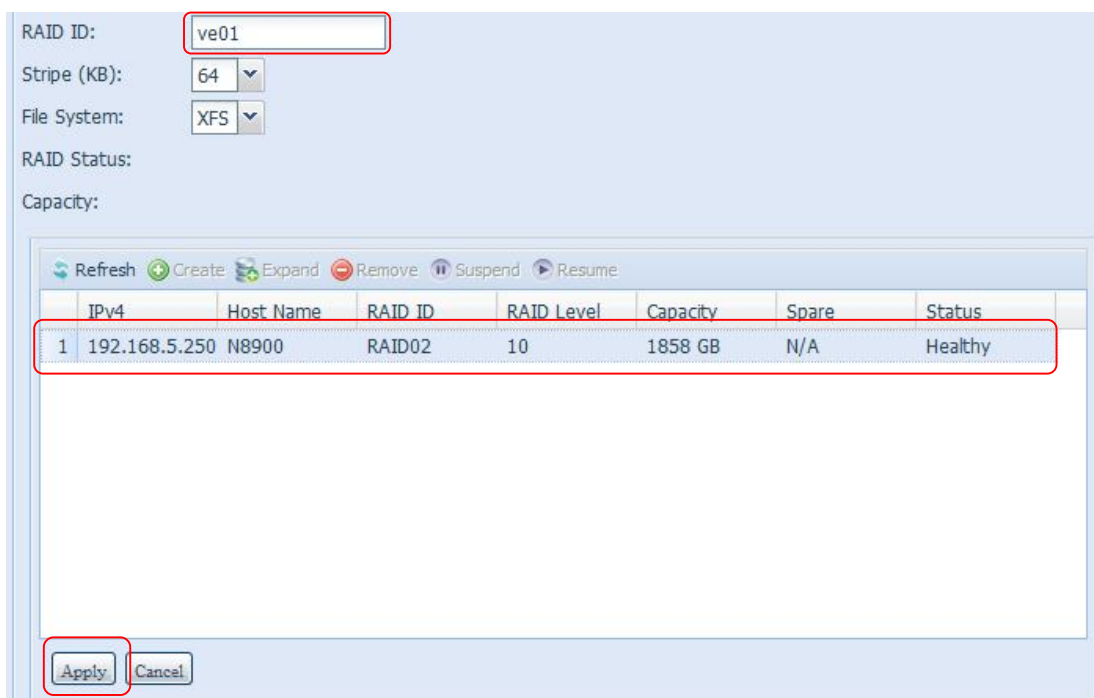 RAID ID: ve01
Stripe (KB): 64
File System: XFS
RAID Status:
Capacity:
Refresh Create Expand Remove Suspend Resume
IPv4 Host Name RAID ID RAID Level Capacity Spare Status
1 192.168.5.250 N8900 RAID02 10 1858 GB N/A Healthy
Apply Cancel